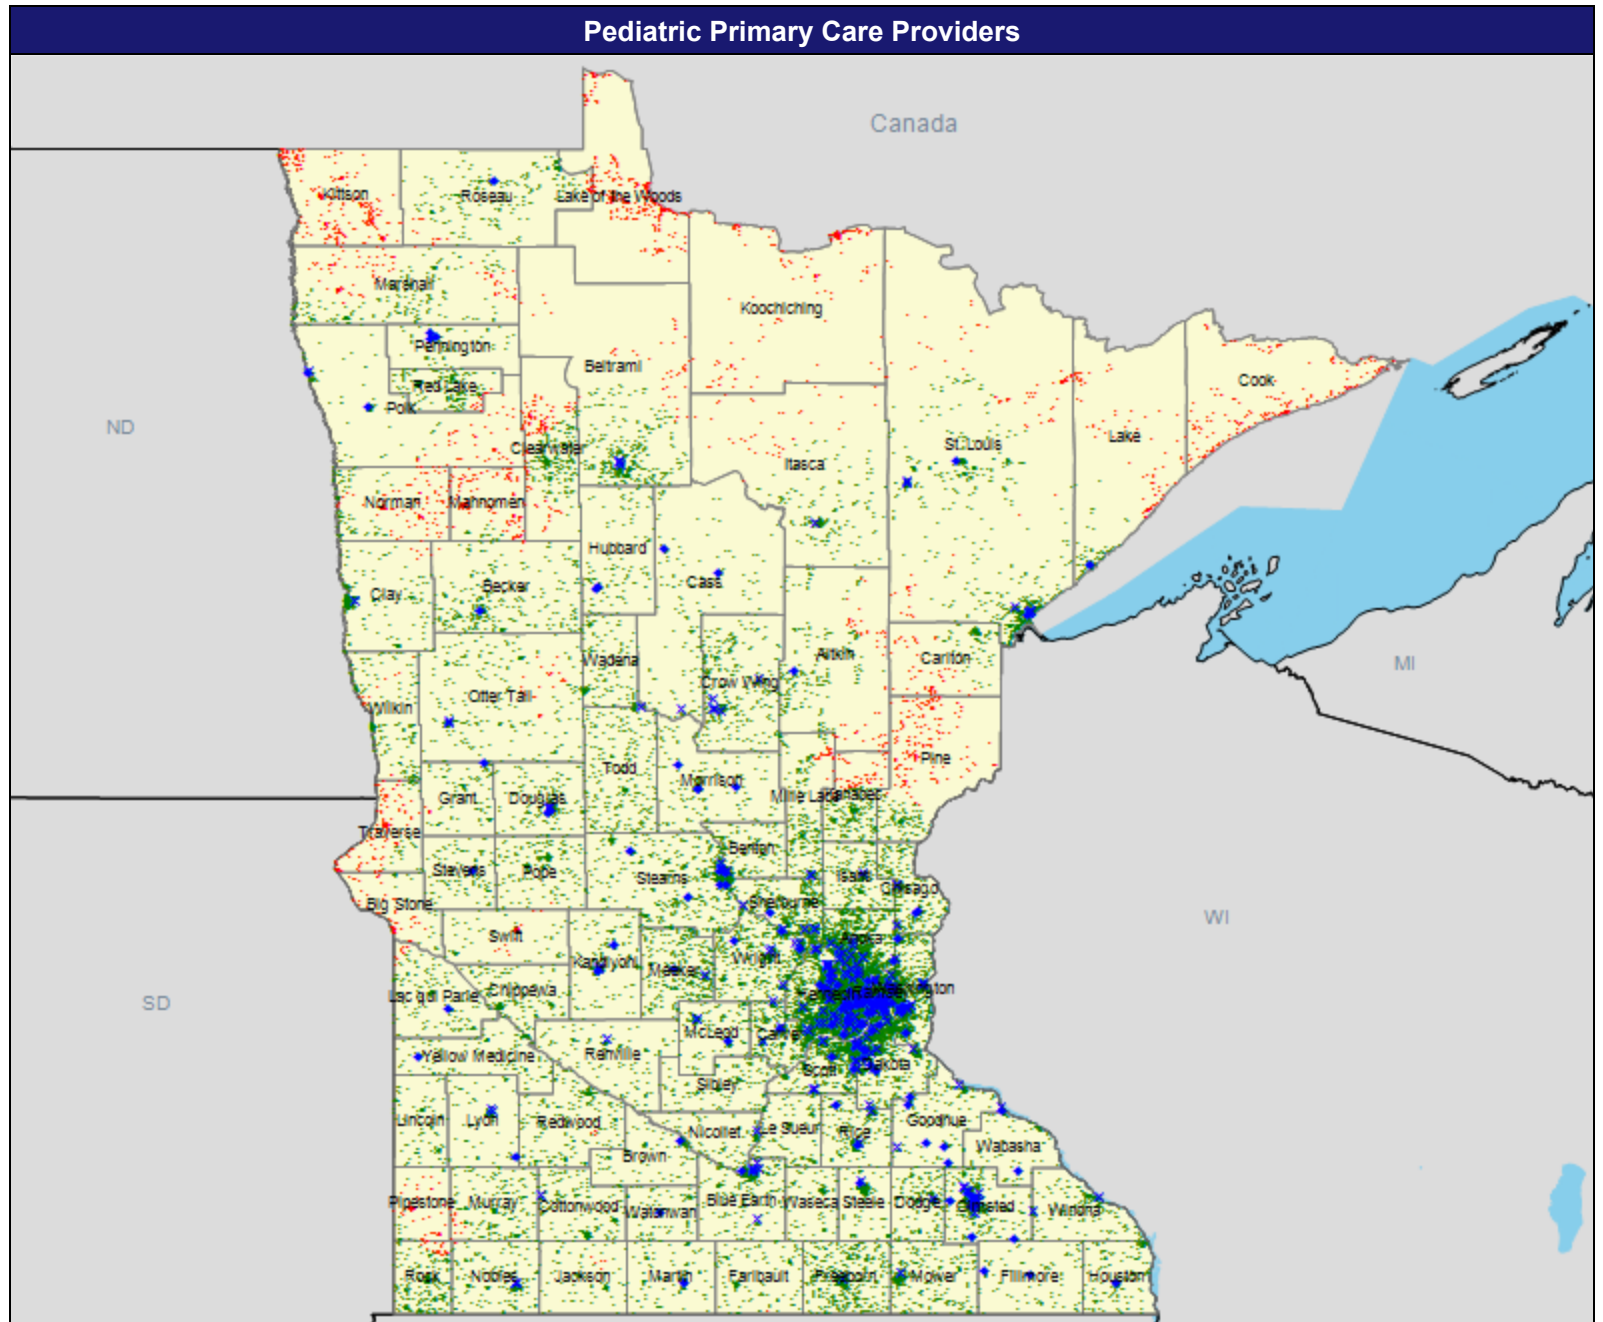 Pediatric Primary Care Providers
Canada
Kittson
Roseau
Lake of the Woods
Marshall
Koochiching
Pennington
Beltrami
Red Lake
Cook
Polk
ND
Lake
Clearwater
St. Louis
Itasca
Norman
Mahnomen
Hubbard
Cass
Becker
Clay
Aitkin
Wadena
Carlton
MI
Crow Wing
Otter Tail
Wilkin
Pine
Todd
Morrison
Grant
Douglas
Mille Lacs
Kanabec
Traverse
Benton
Stevens
Pope
Stearns
Isanti
Chisago
Big Stone
Sherburne
WI
Swift
Anoka
Wright
Kandiyohi
Meeker
Hennepin
Ramsey
Washington
Lac qui Parle
Chippewa
SD
McLeod
Carver
Yellow Medicine
Renville
Scott
Dakota
Sibley
Lincoln
Lyon
Redwood
Goodhue
Nicollet
Le Sueur
Rice
Wabasha
Brown
Pipestone
Murray
Cottonwood
Watonwan
Blue Earth
Waseca
Steele
Dodge
Olmsted
Winona
Rock
Nobles
Jackson
Martin
Faribault
Freeborn
Mower
Fillmore
Houston